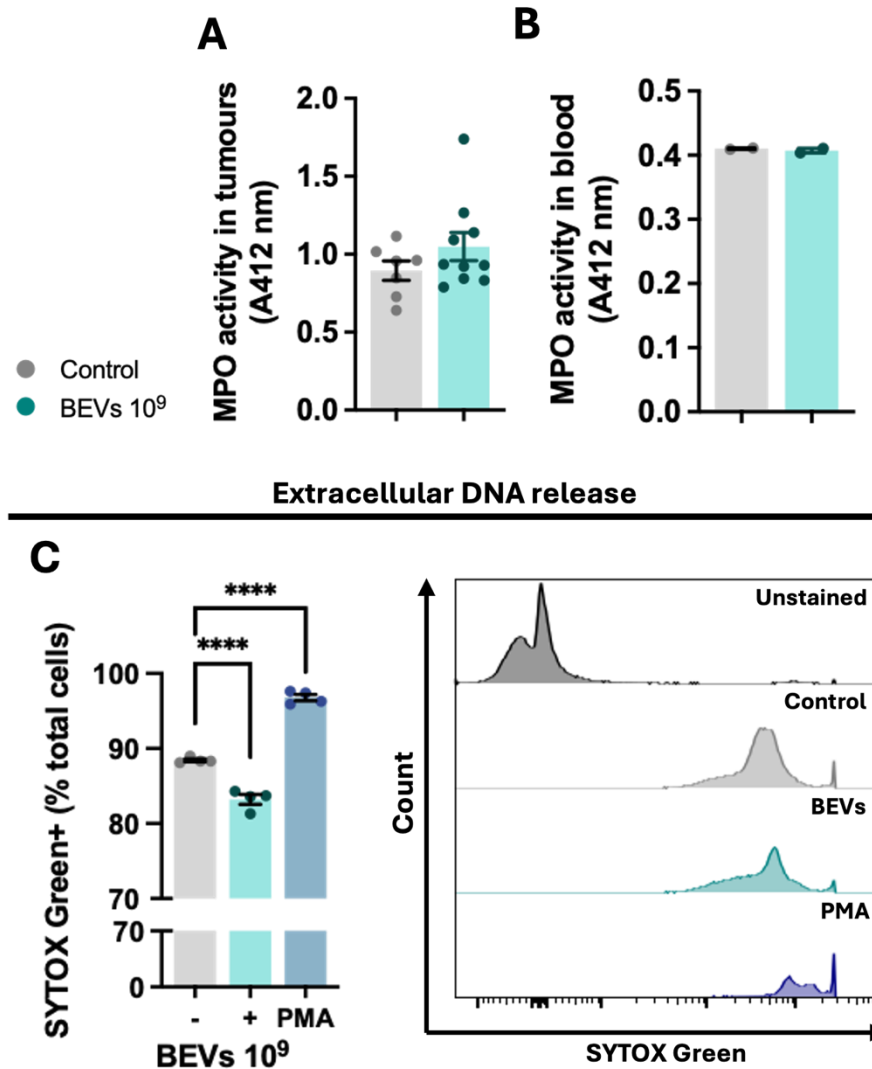 A
MPO activity in tumours
(A412 nm)
2.0
1.5
1.0
0.5
0.0
B
MPO activity in blood
(A412 nm)
0.5
0.4
0.3
0.2
0.1
0.0
Control
BEVs 10⁹
Extracellular DNA release
C
SYTOX Green+ (% total cells)
100
90
80
70
70
0
****
****
- + PMA
BEVs 10⁹
Count
Unstained
Control
BEVs
PMA
SYTOX Green